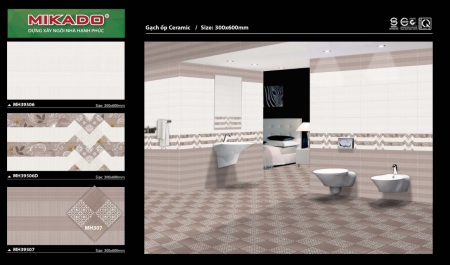 MIKADO
DỰNG XÂY NGÔI NHÀ HẠNH PHÚC
Gạch ốp Ceramic / Size: 300x600mm
MH39506
Size: 300x600mm
MH39506D
Size: 300x600mm
MH307
MH39507
Size: 300x600mm